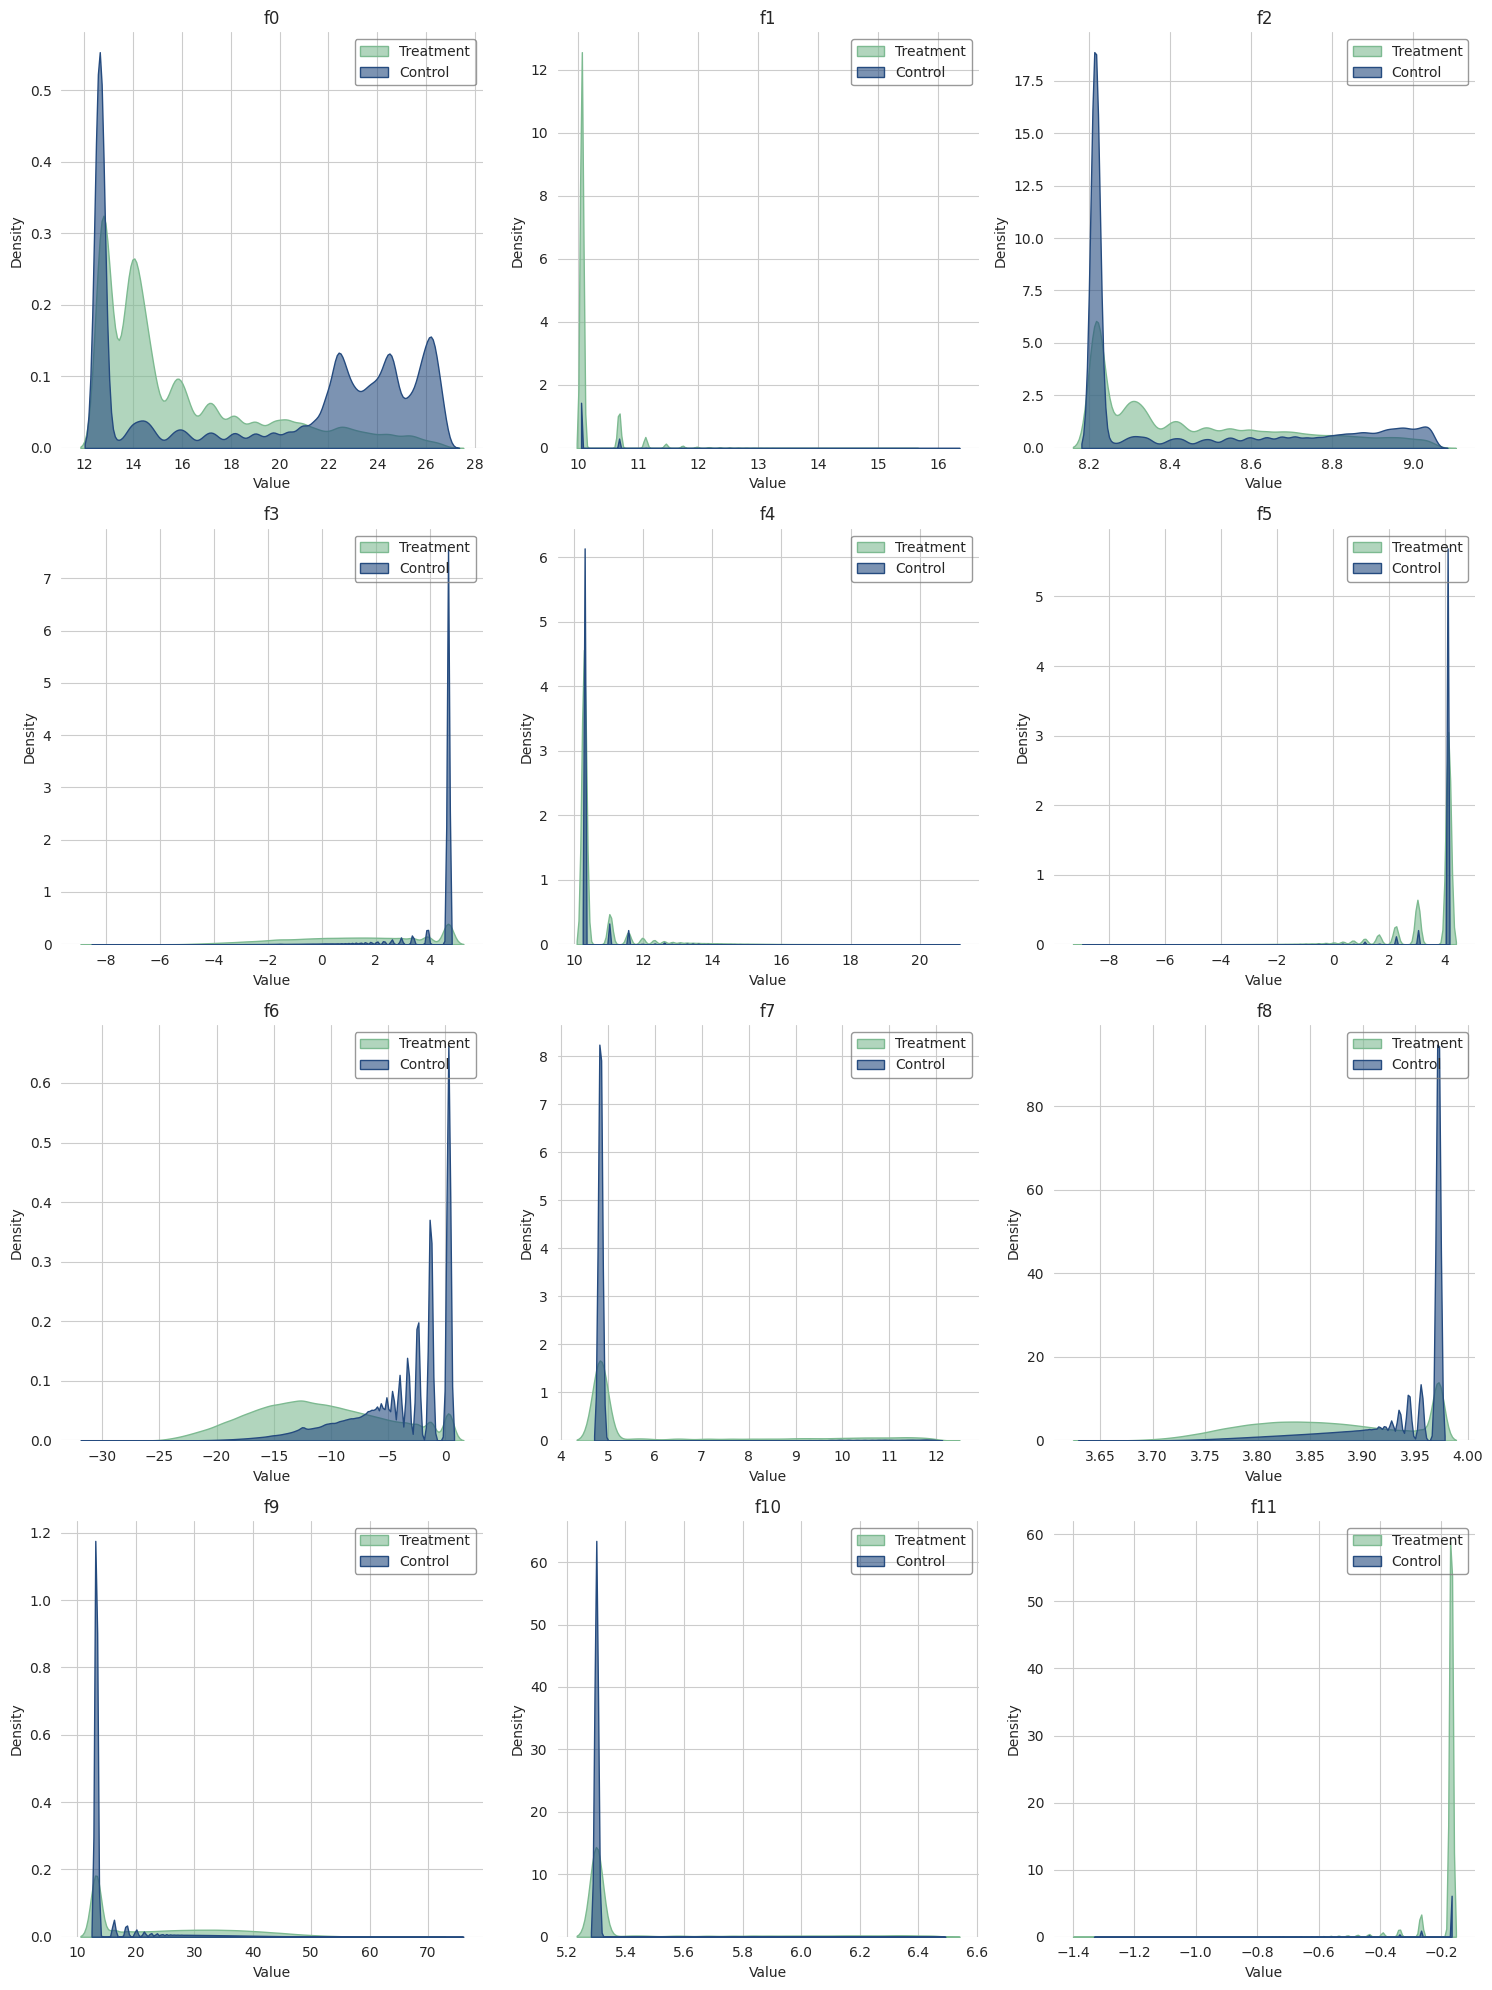 f0
Treatment
Control
0.5
0.4
0.3
0.2
0.1
0.0
Density
12 14 16 18 20 22 24 26 28
Value
f1
Treatment
Control
12
10
8
6
4
2
0
Density
10 11 12 13 14 15 16
Value
f2
Treatment
Control
17.5
15.0
12.5
10.0
7.5
5.0
2.5
0.0
Density
8.2 8.4 8.6 8.8 9.0
Value
f3
Treatment
Control
7
6
5
4
3
2
1
0
Density
−8 −6 −4 −2 0 2 4
Value
f4
Treatment
Control
6
5
4
3
2
1
0
Density
10 12 14 16 18 20
Value
f5
Treatment
Control
5
4
3
2
1
0
Density
−8 −6 −4 −2 0 2 4
Value
f6
Treatment
Control
0.6
0.5
0.4
0.3
0.2
0.1
0.0
Density
−30 −25 −20 −15 −10 −5 0
Value
f7
Treatment
Control
8
7
6
5
4
3
2
1
0
Density
4 5 6 7 8 9 10 11 12
Value
f8
Treatment
Control
80
60
40
20
0
Density
3.65 3.70 3.75 3.80 3.85 3.90 3.95 4.00
Value
f9
Treatment
Control
1.2
1.0
0.8
0.6
0.4
0.2
0.0
Density
10 20 30 40 50 60 70
Value
f10
Treatment
Control
60
50
40
30
20
10
0
Density
5.2 5.4 5.6 5.8 6.0 6.2 6.4 6.6
Value
f11
Treatment
Control
60
50
40
30
20
10
0
Density
−1.4 −1.2 −1.0 −0.8 −0.6 −0.4 −0.2
Value